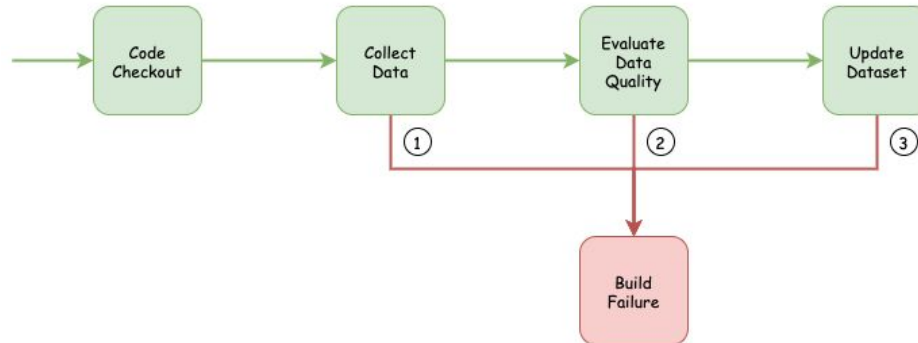 Code
Checkout
Collect
Data
Evaluate
Data
Quality
Update
Dataset
1
2
3
Build
Failure